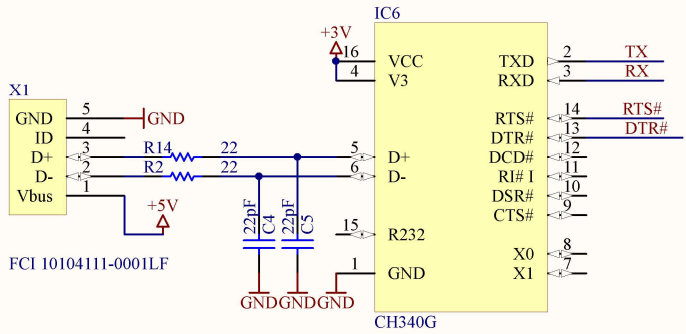 IC6
+3V
16 VCC TXD 2 TX
4 V3 RXD 3 RX
X1
GND 5 GND
ID 4
D+ 3 R14 22
D- 2 R2 22
Vbus 1
+5V
FCI 10104111-0001LF
22pF C4
22pF C5
GND GND GND
RTS# 14 RTS#
DTR# 13 DTR#
5 D+ DCD# 12
6 D- RI# I 11
DSR# 10
CTS# 9
15 R232
X0 8
1 GND X1 7
CH340G